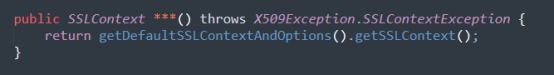 public SSLContext ***() throws X509Exception.SSLContextException {
return getDefaultSSLContextAndOptions().getSSLContext();
}